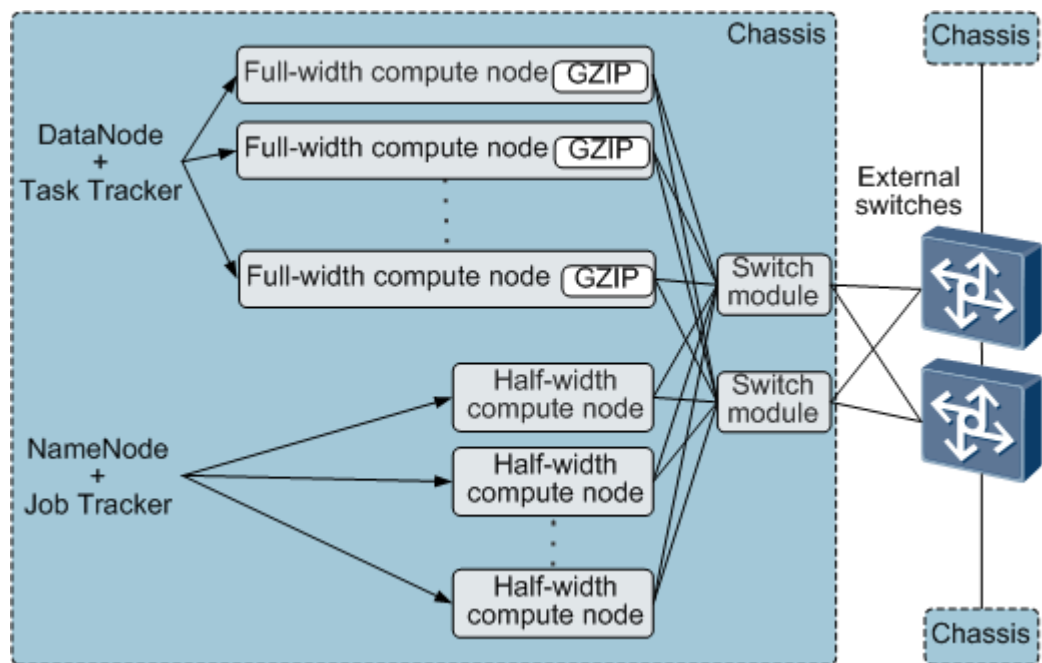 Chassis
Chassis
Full-width compute node GZIP
DataNode
+
Task Tracker
Full-width compute node GZIP
Full-width compute node GZIP
External
switches
Switch
module
Switch
module
NameNode
+
Job Tracker
Half-width
compute node
Half-width
compute node
Half-width
compute node
Chassis